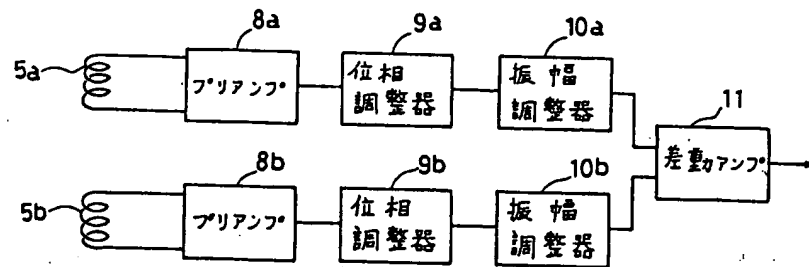 8a
9a
10a
5a
プリアンプ
位相
調整器
振幅
調整器
11
差動アンプ
8b
9b
10b
5b
プリアンプ
位相
調整器
振幅
調整器